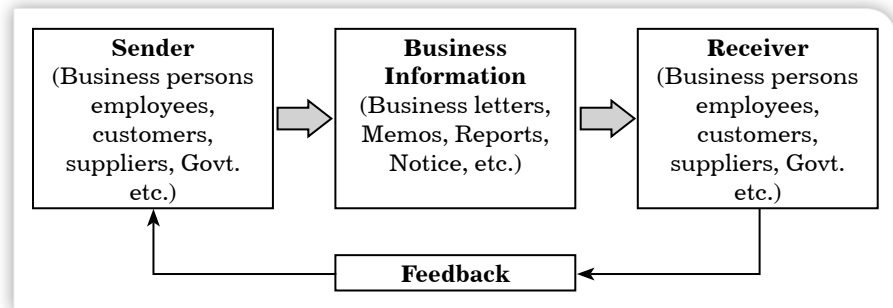 Sender
(Business persons
employees,
customers,
suppliers, Govt.
etc.)
Business
Information
(Business letters,
Memos, Reports,
Notice, etc.)
Receiver
(Business persons
employees,
customers,
suppliers, Govt.
etc.)
Feedback